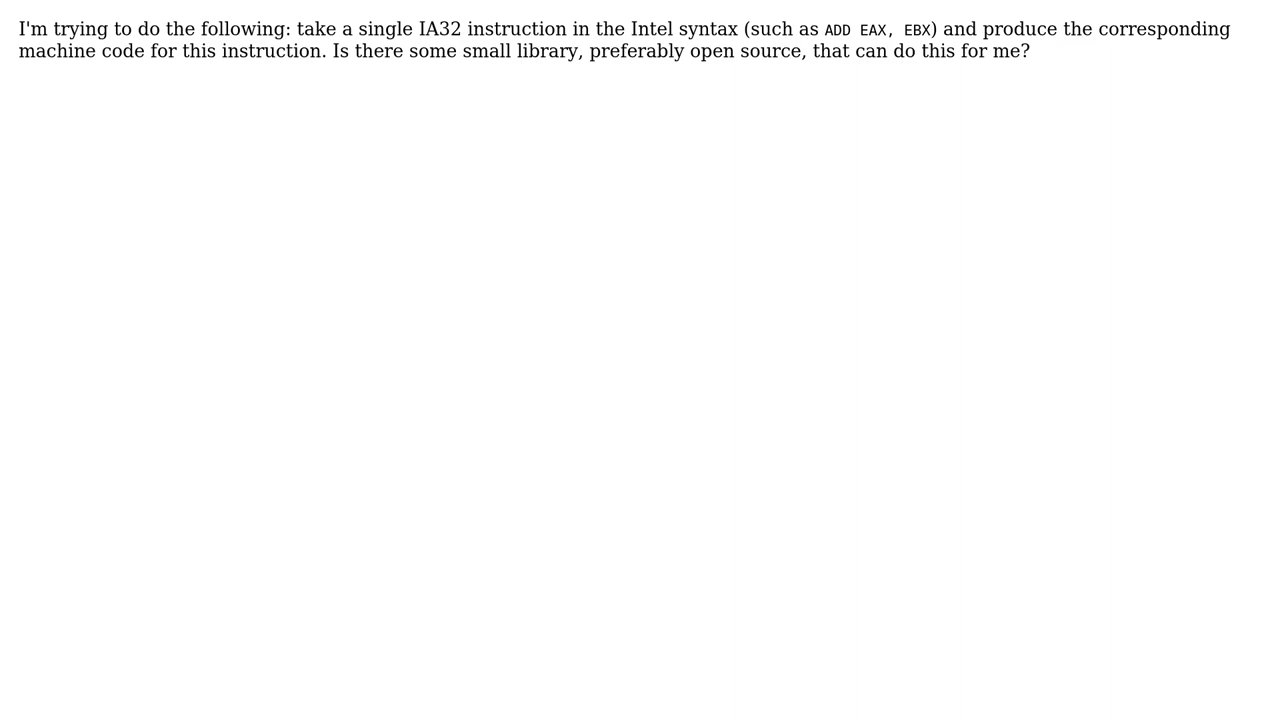 I'm trying to do the following: take a single IA32 instruction in the Intel syntax (such as ADD EAX, EBX) and produce the corresponding
machine code for this instruction. Is there some small library, preferably open source, that can do this for me?